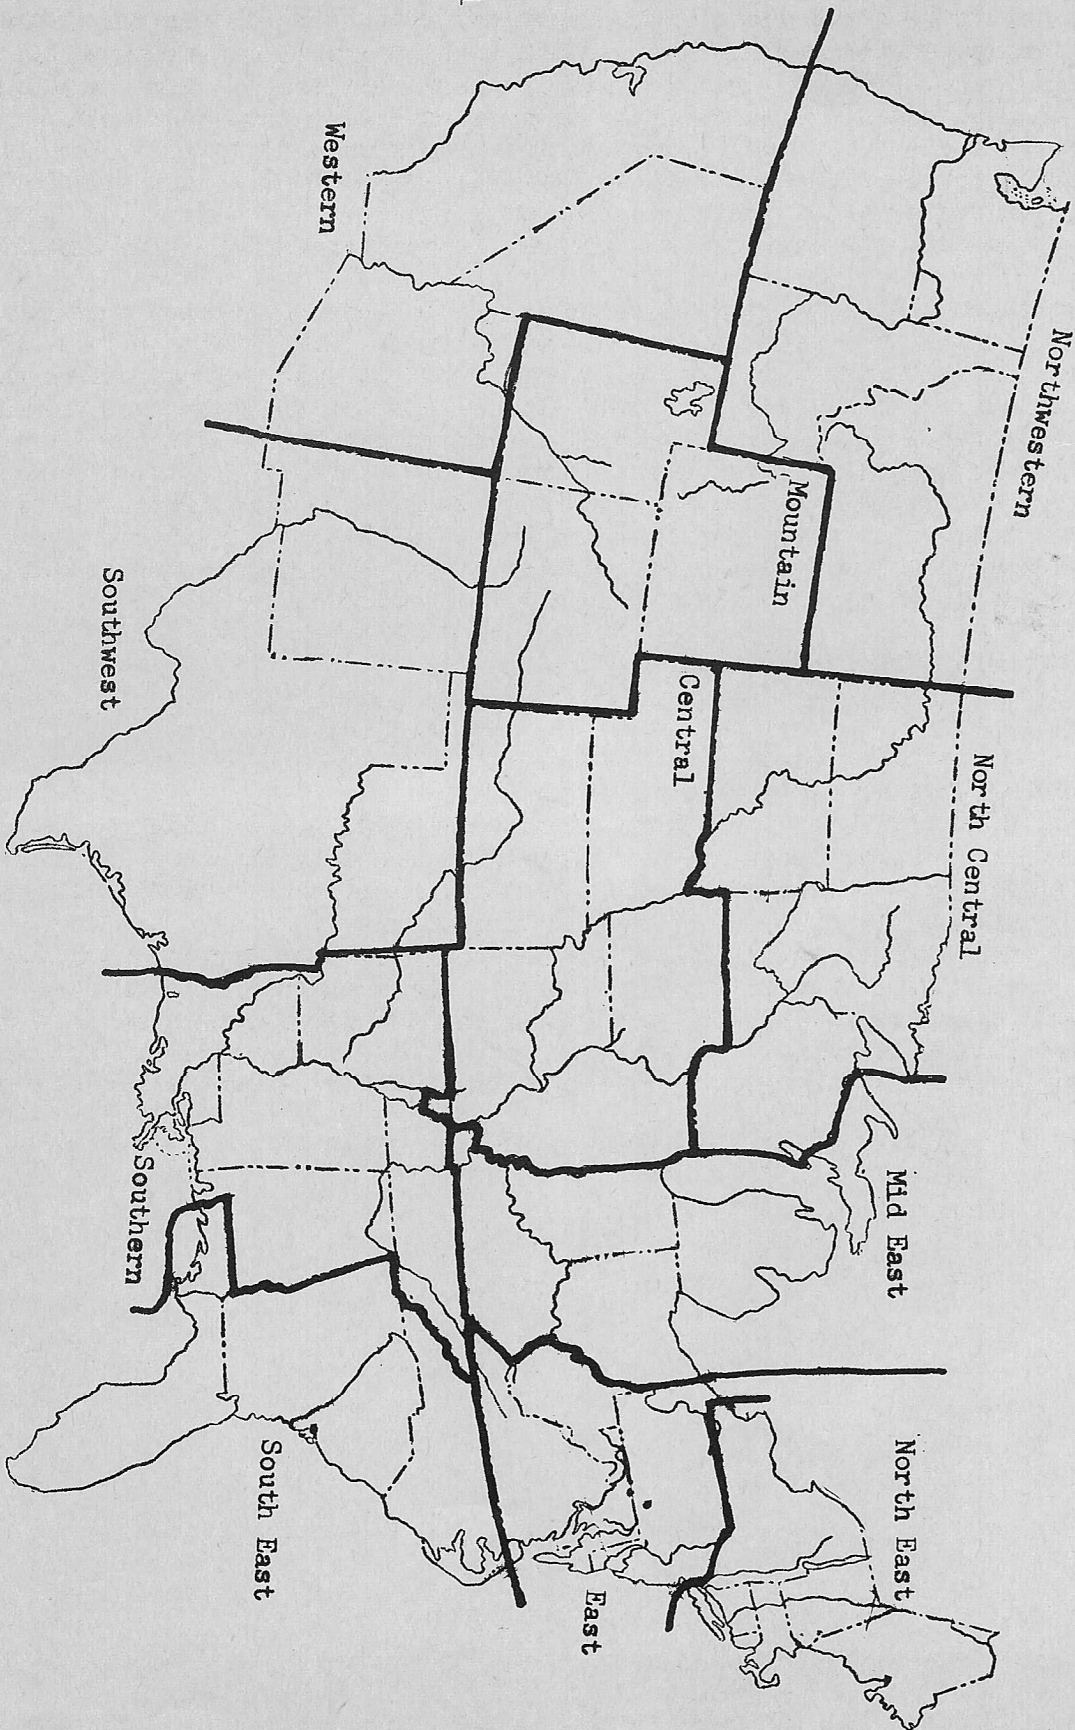 Northwestern
North Central
Mid East
North East
Mountain
Central
East
Western
Southwest
Southern
South East